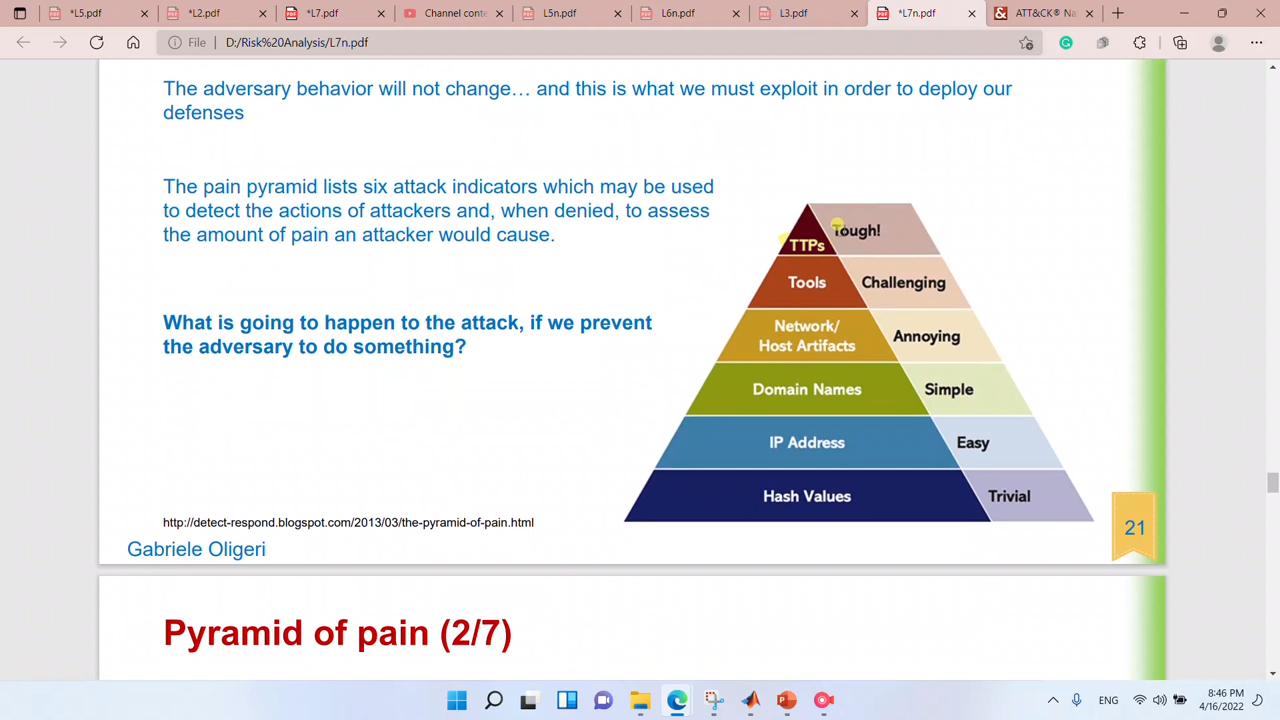 *L5.pdf
*L2.pdf
*L7.pdf
Channel conte
L5n.pdf
L6n.pdf
L3.pdf
*L7n.pdf
ATT&CK® Na
File
D:/Risk%20Analysis/L7n.pdf
The adversary behavior will not change… and this is what we must exploit in order to deploy our
defenses
The pain pyramid lists six attack indicators which may be used
to detect the actions of attackers and, when denied, to assess
the amount of pain an attacker would cause.
What is going to happen to the attack, if we prevent
the adversary to do something?
TTPs
Tough!
Tools
Challenging
Network/
Host Artifacts
Annoying
Domain Names
Simple
IP Address
Easy
Hash Values
Trivial
http://detect-respond.blogspot.com/2013/03/the-pyramid-of-pain.html
Gabriele Oligeri
21
Pyramid of pain (2/7)
ENG
8:46 PM
4/16/2022